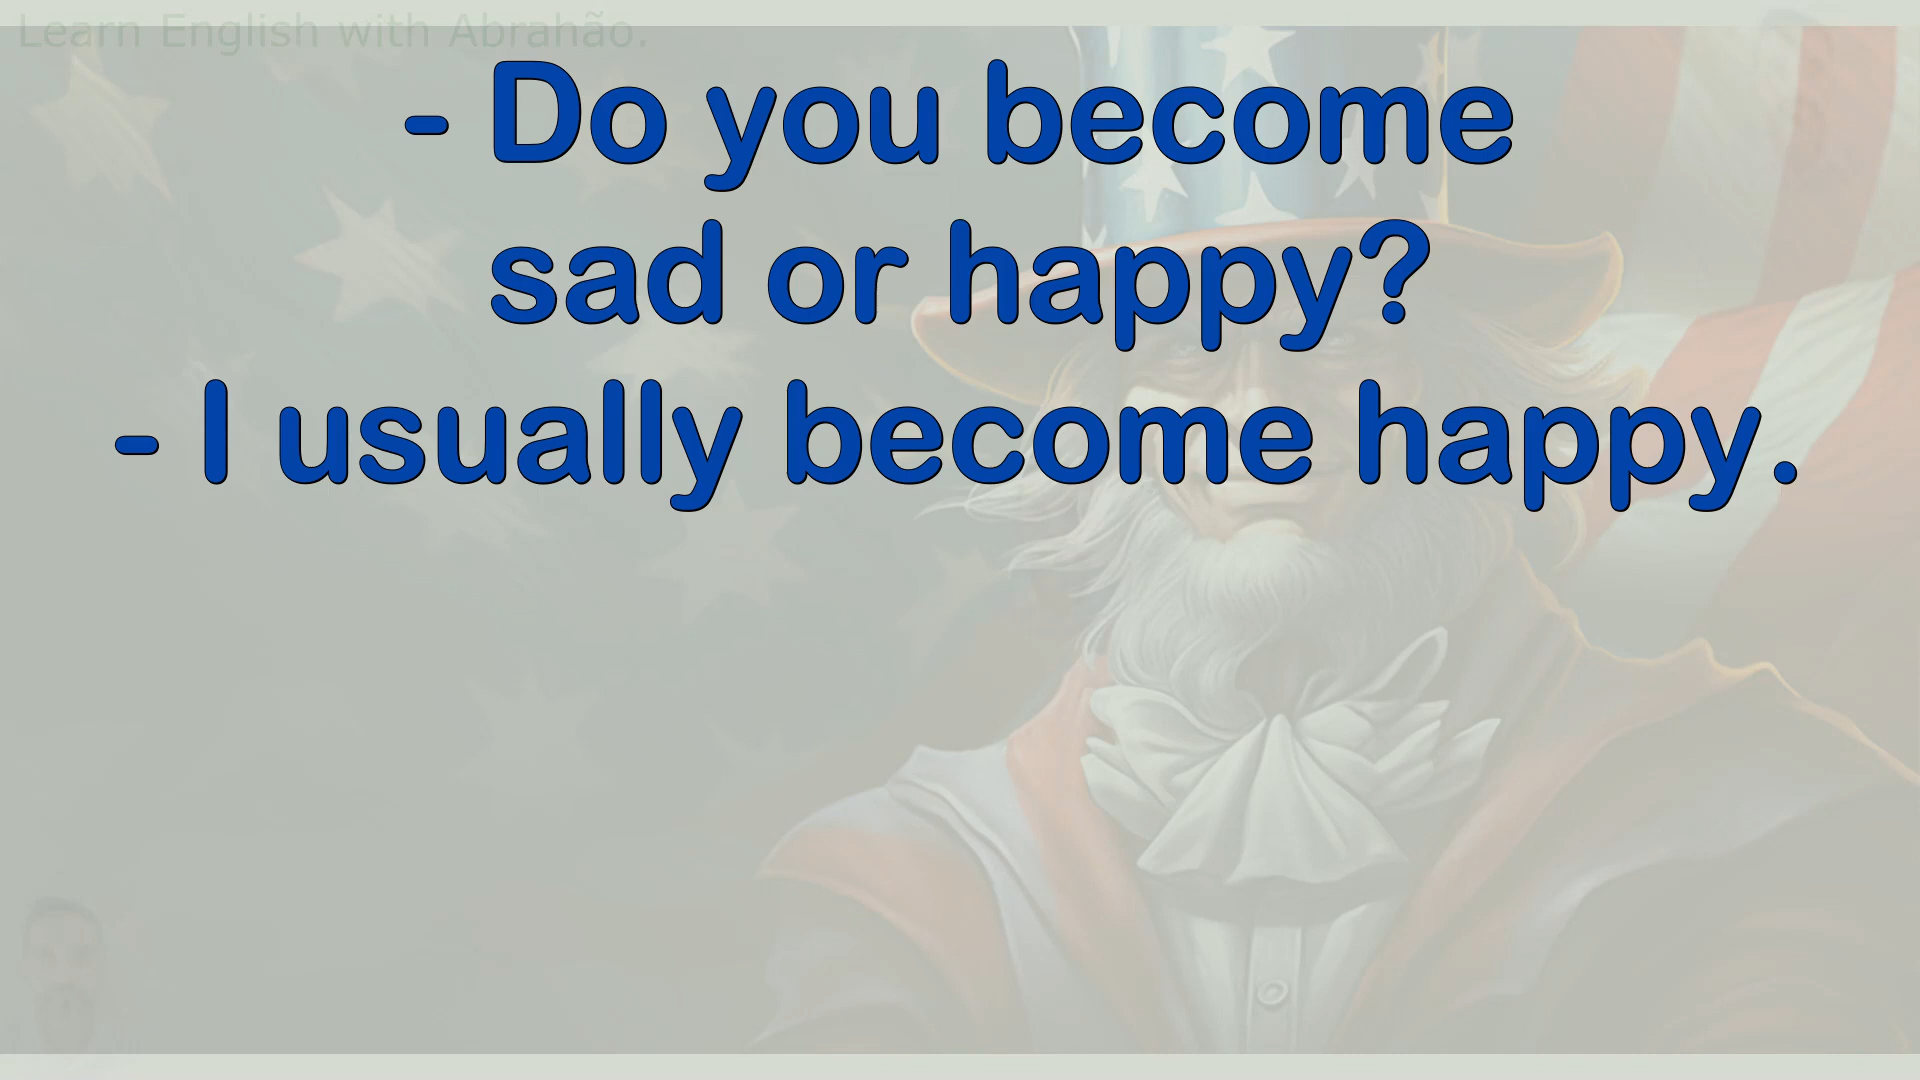 Learn English with Abrahão.
- Do you become
sad or happy?
- I usually become happy.